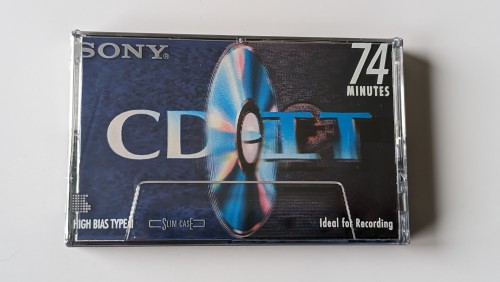 SONY®
74
MINUTES
CD-IT
HIGH BIAS TYPE II
SLIM CASE
Ideal for Recording